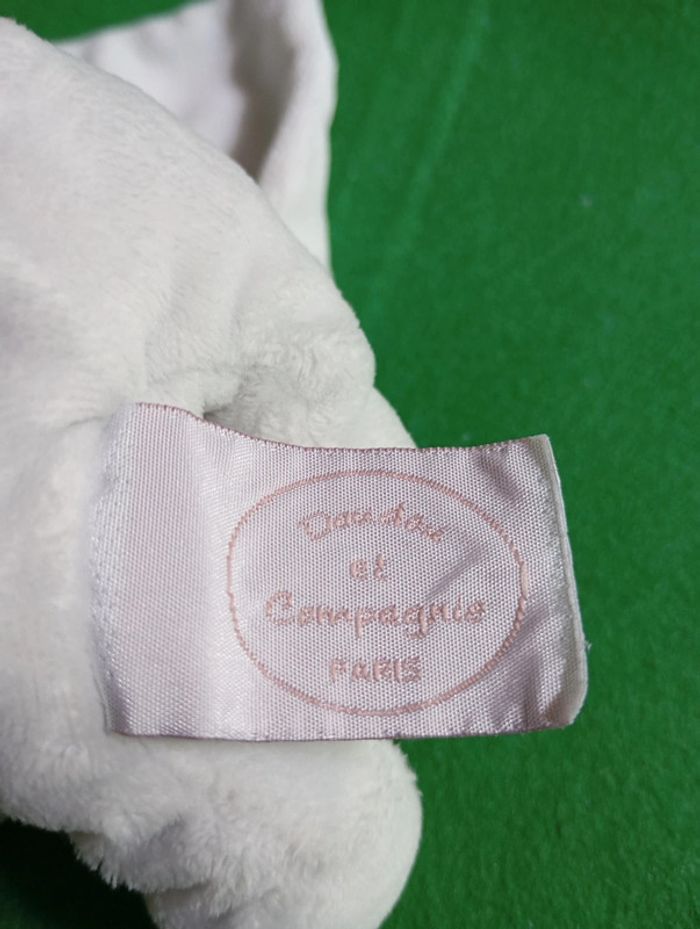 Doudou
et
Compagnie
PARIS